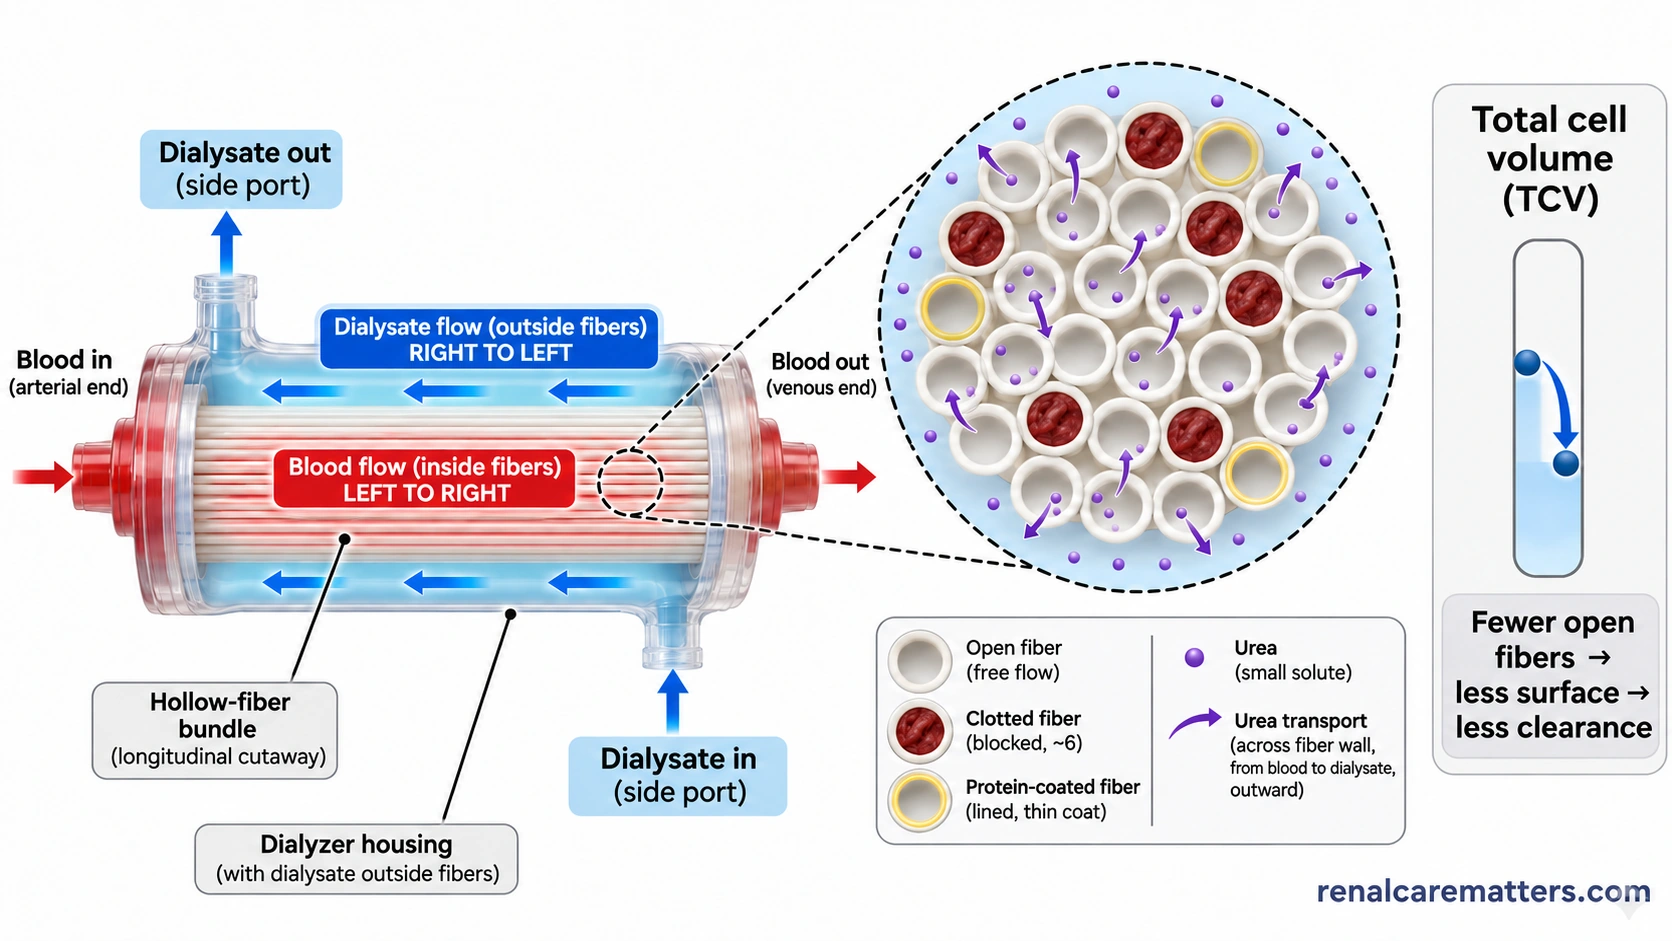 Dialysate out
(side port)
Dialysate flow (outside fibers)
RIGHT TO LEFT
Blood in
(arterial end)
Blood out
(venous end)
Blood flow (inside fibers)
LEFT TO RIGHT
Hollow-fiber
bundle
(longitudinal cutaway)
Dialysate in
(side port)
Dialyzer housing
(with dialysate outside fibers)
Open fiber
(free flow)
Clotted fiber
(blocked, ~6)
Protein-coated fiber
(lined, thin coat)
Urea
(small solute)
Urea transport
(across fiber wall,
from blood to dialysate,
outward)
Total cell
volume
(TCV)
Fewer open
fibers →
less surface →
less clearance
renalcarematters.com